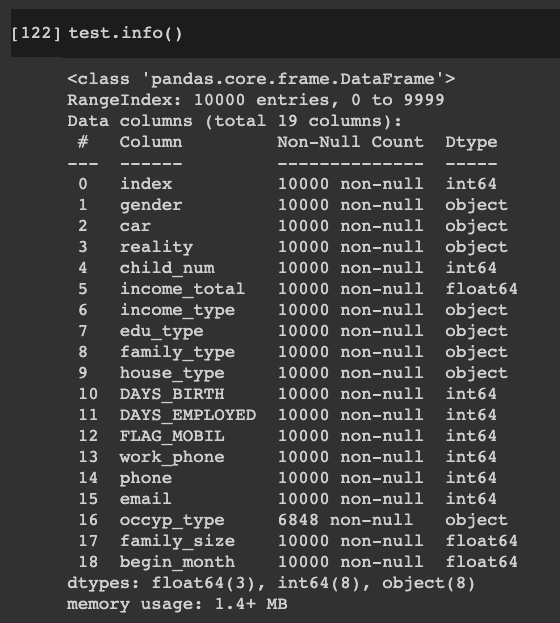 [122] test.info()
<class 'pandas.core.frame.DataFrame'>
RangeIndex: 10000 entries, 0 to 9999
Data columns (total 19 columns):
 #   Column         Non-Null Count  Dtype
---  ------         --------------  -----
 0   index          10000 non-null  int64
 1   gender         10000 non-null  object
 2   car            10000 non-null  object
 3   reality        10000 non-null  object
 4   child_num      10000 non-null  int64
 5   income_total   10000 non-null  float64
 6   income_type    10000 non-null  object
 7   edu_type       10000 non-null  object
 8   family_type    10000 non-null  object
 9   house_type     10000 non-null  object
 10  DAYS_BIRTH     10000 non-null  int64
 11  DAYS_EMPLOYED  10000 non-null  int64
 12  FLAG_MOBIL     10000 non-null  int64
 13  work_phone     10000 non-null  int64
 14  phone          10000 non-null  int64
 15  email          10000 non-null  int64
 16  occyp_type     6848 non-null   object
 17  family_size    10000 non-null  float64
 18  begin_month    10000 non-null  float64
dtypes: float64(3), int64(8), object(8)
memory usage: 1.4+ MB